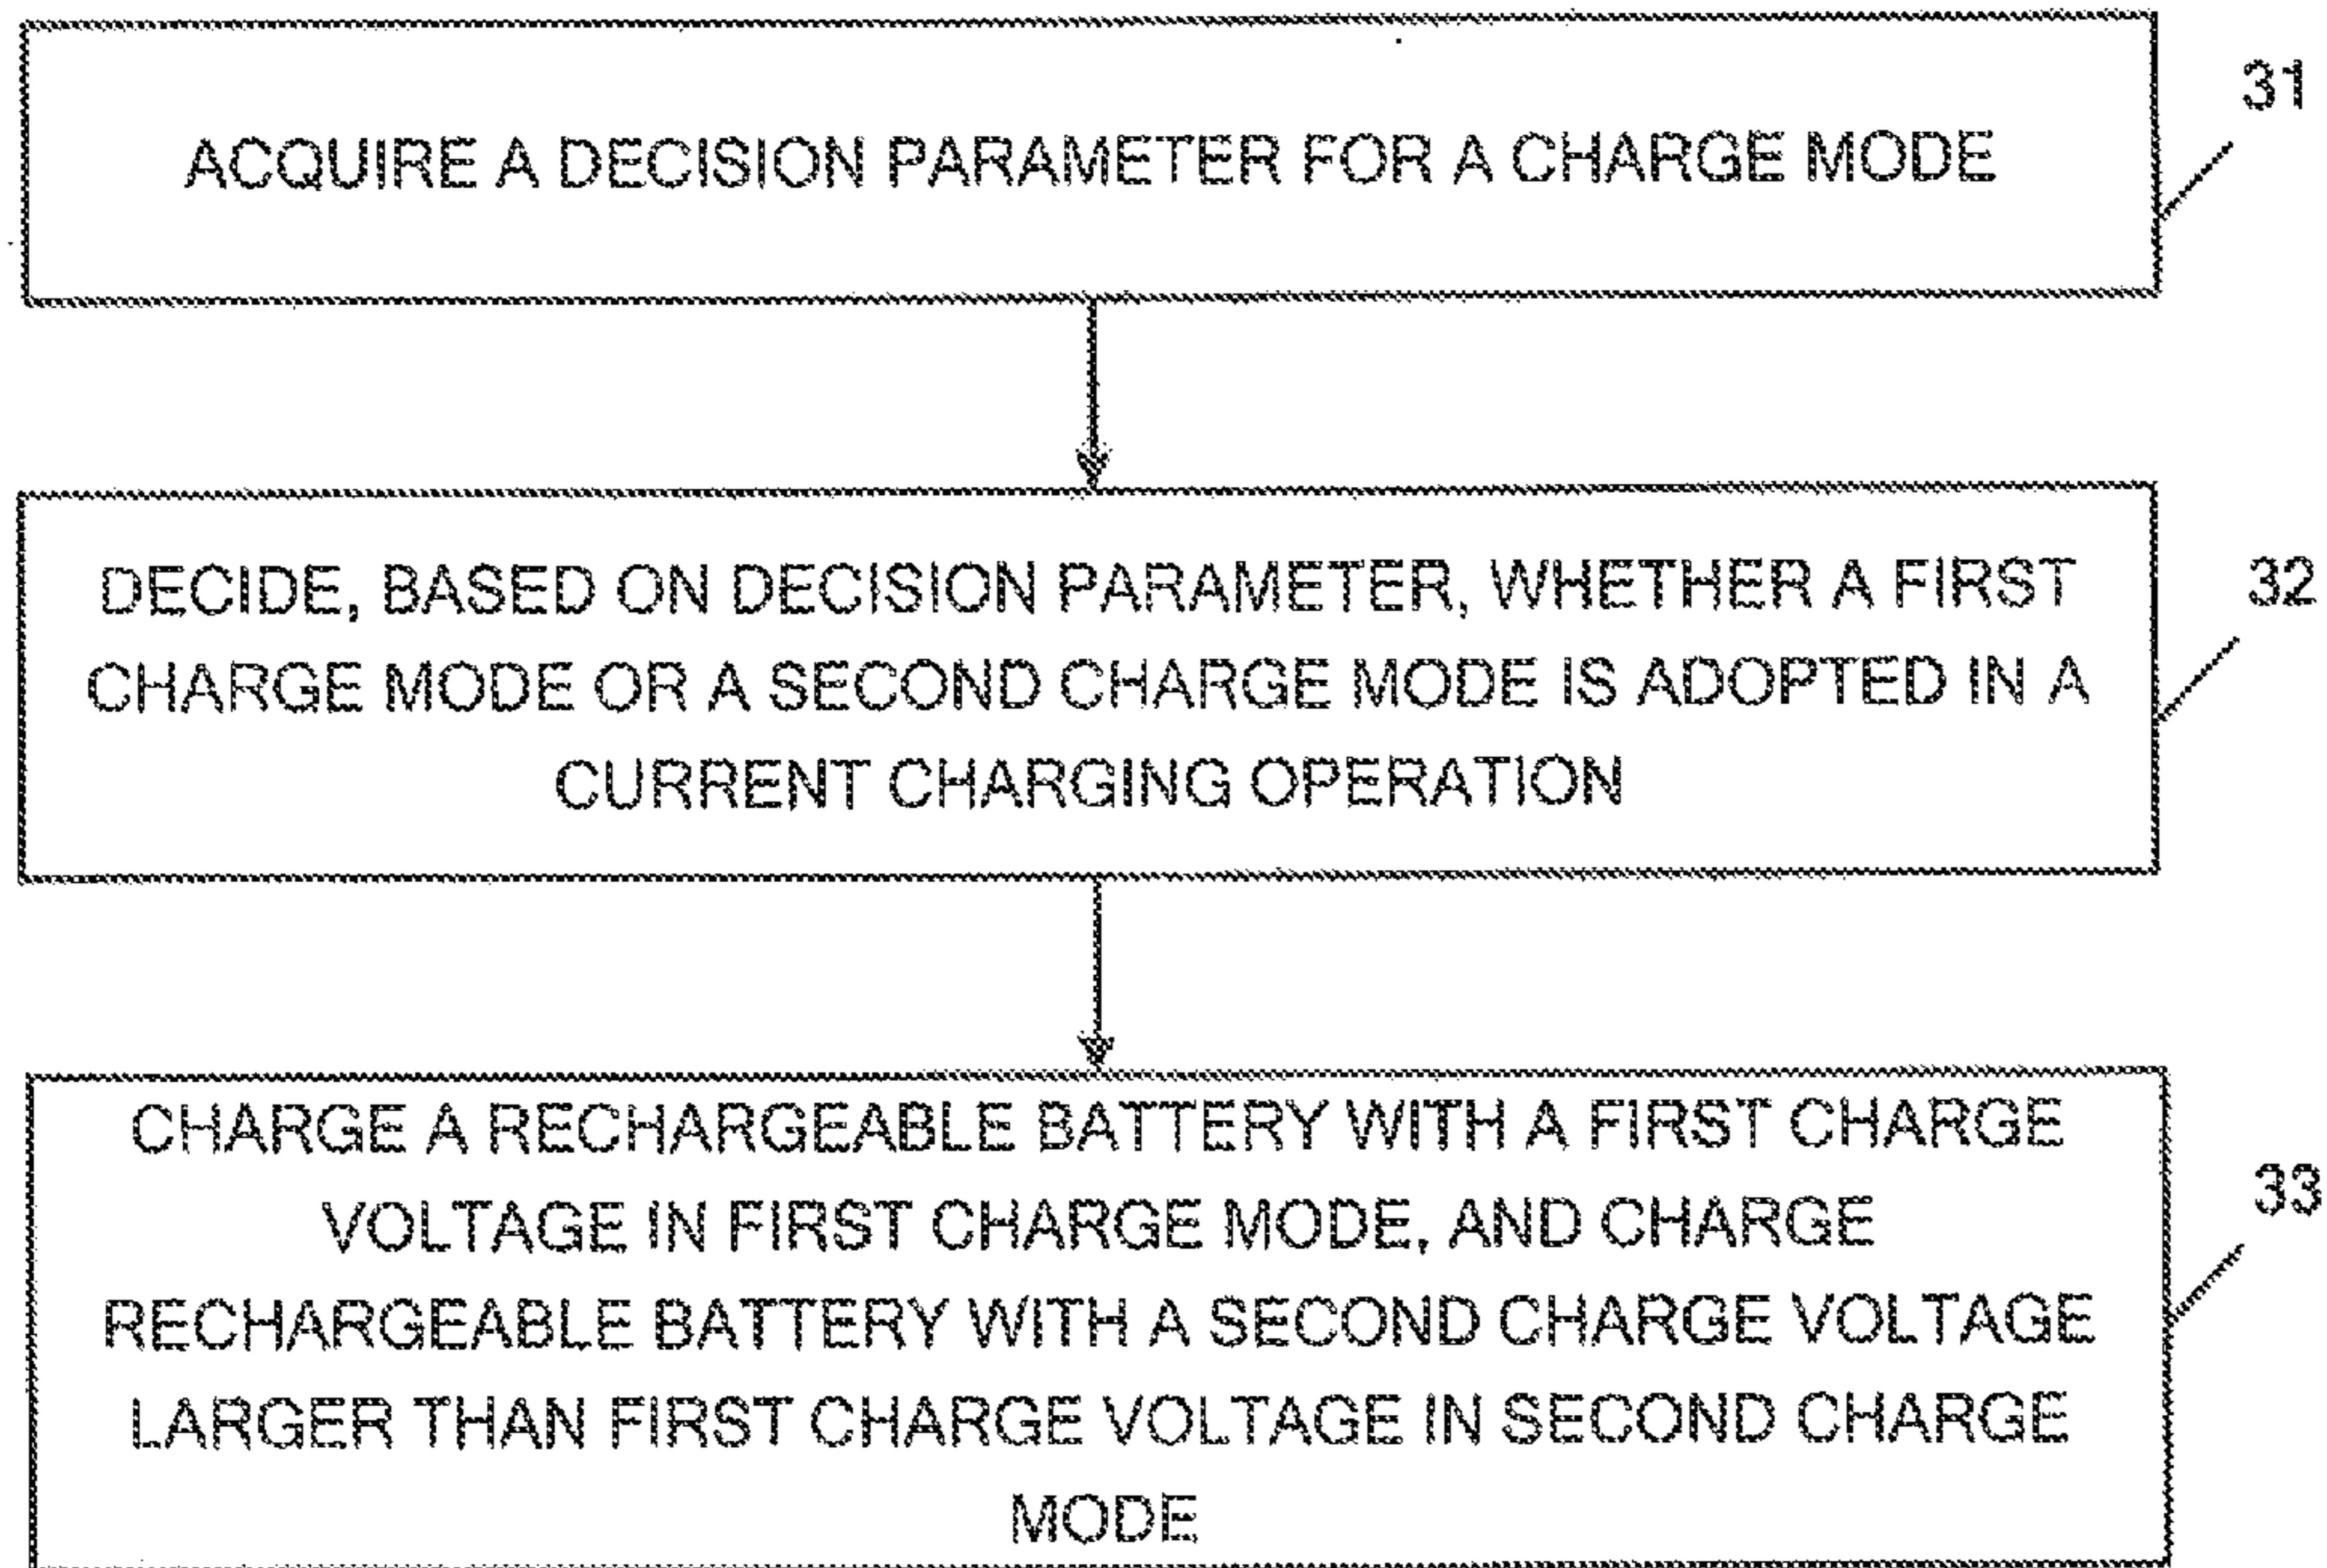 ACQUIRE A DECISION PARAMETER FOR A CHARGE MODE
31
DECIDE, BASED ON DECISION PARAMETER, WHETHER A FIRST
CHARGE MODE OR A SECOND CHARGE MODE IS ADOPTED IN A
CURRENT CHARGING OPERATION
32
CHARGE A RECHARGEABLE BATTERY WITH A FIRST CHARGE
VOLTAGE IN FIRST CHARGE MODE, AND CHARGE
RECHARGEABLE BATTERY WITH A SECOND CHARGE VOLTAGE
LARGER THAN FIRST CHARGE VOLTAGE IN SECOND CHARGE
MODE
33